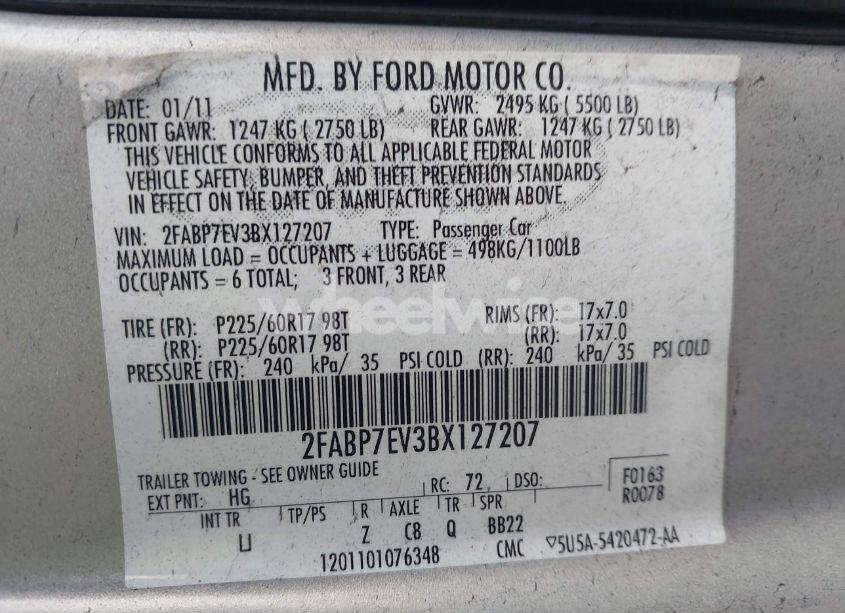 MFD. BY FORD MOTOR CO.
DATE: 01/11 GVWR: 2495 KG ( 5500 LB)
FRONT GAWR: 1247 KG ( 2750 LB) REAR GAWR: 1247 KG ( 2750 LB)
THIS VEHICLE CONFORMS TO ALL APPLICABLE FEDERAL MOTOR
VEHICLE SAFETY, BUMPER, AND THEFT PREVENTION STANDARDS
IN EFFECT ON THE DATE OF MANUFACTURE SHOWN ABOVE.
VIN: 2FABP7EV3BX127207 TYPE: Passenger Car
MAXIMUM LOAD = OCCUPANTS + LUGGAGE = 498KG/1100LB
OCCUPANTS = 6 TOTAL; 3 FRONT, 3 REAR
wheelwire
TIRE (FR): P225/60R17 98T RIMS (FR): 17x7.0
(RR): P225/60R17 98T (RR): 17x7.0
PRESSURE (FR): 240 kPa/ 35 PSI COLD (RR): 240 kPa/ 35 PSI COLD
2FABP7EV3BX127207
TRAILER TOWING - SEE OWNER GUIDE
EXT PNT: HG RC: 72 DSO: F0163
R0078
INT TR TP/PS R AXLE TR SPR
U Z C8 Q BB22
1201101076348 CMC ▽5U5A-5420472-AA